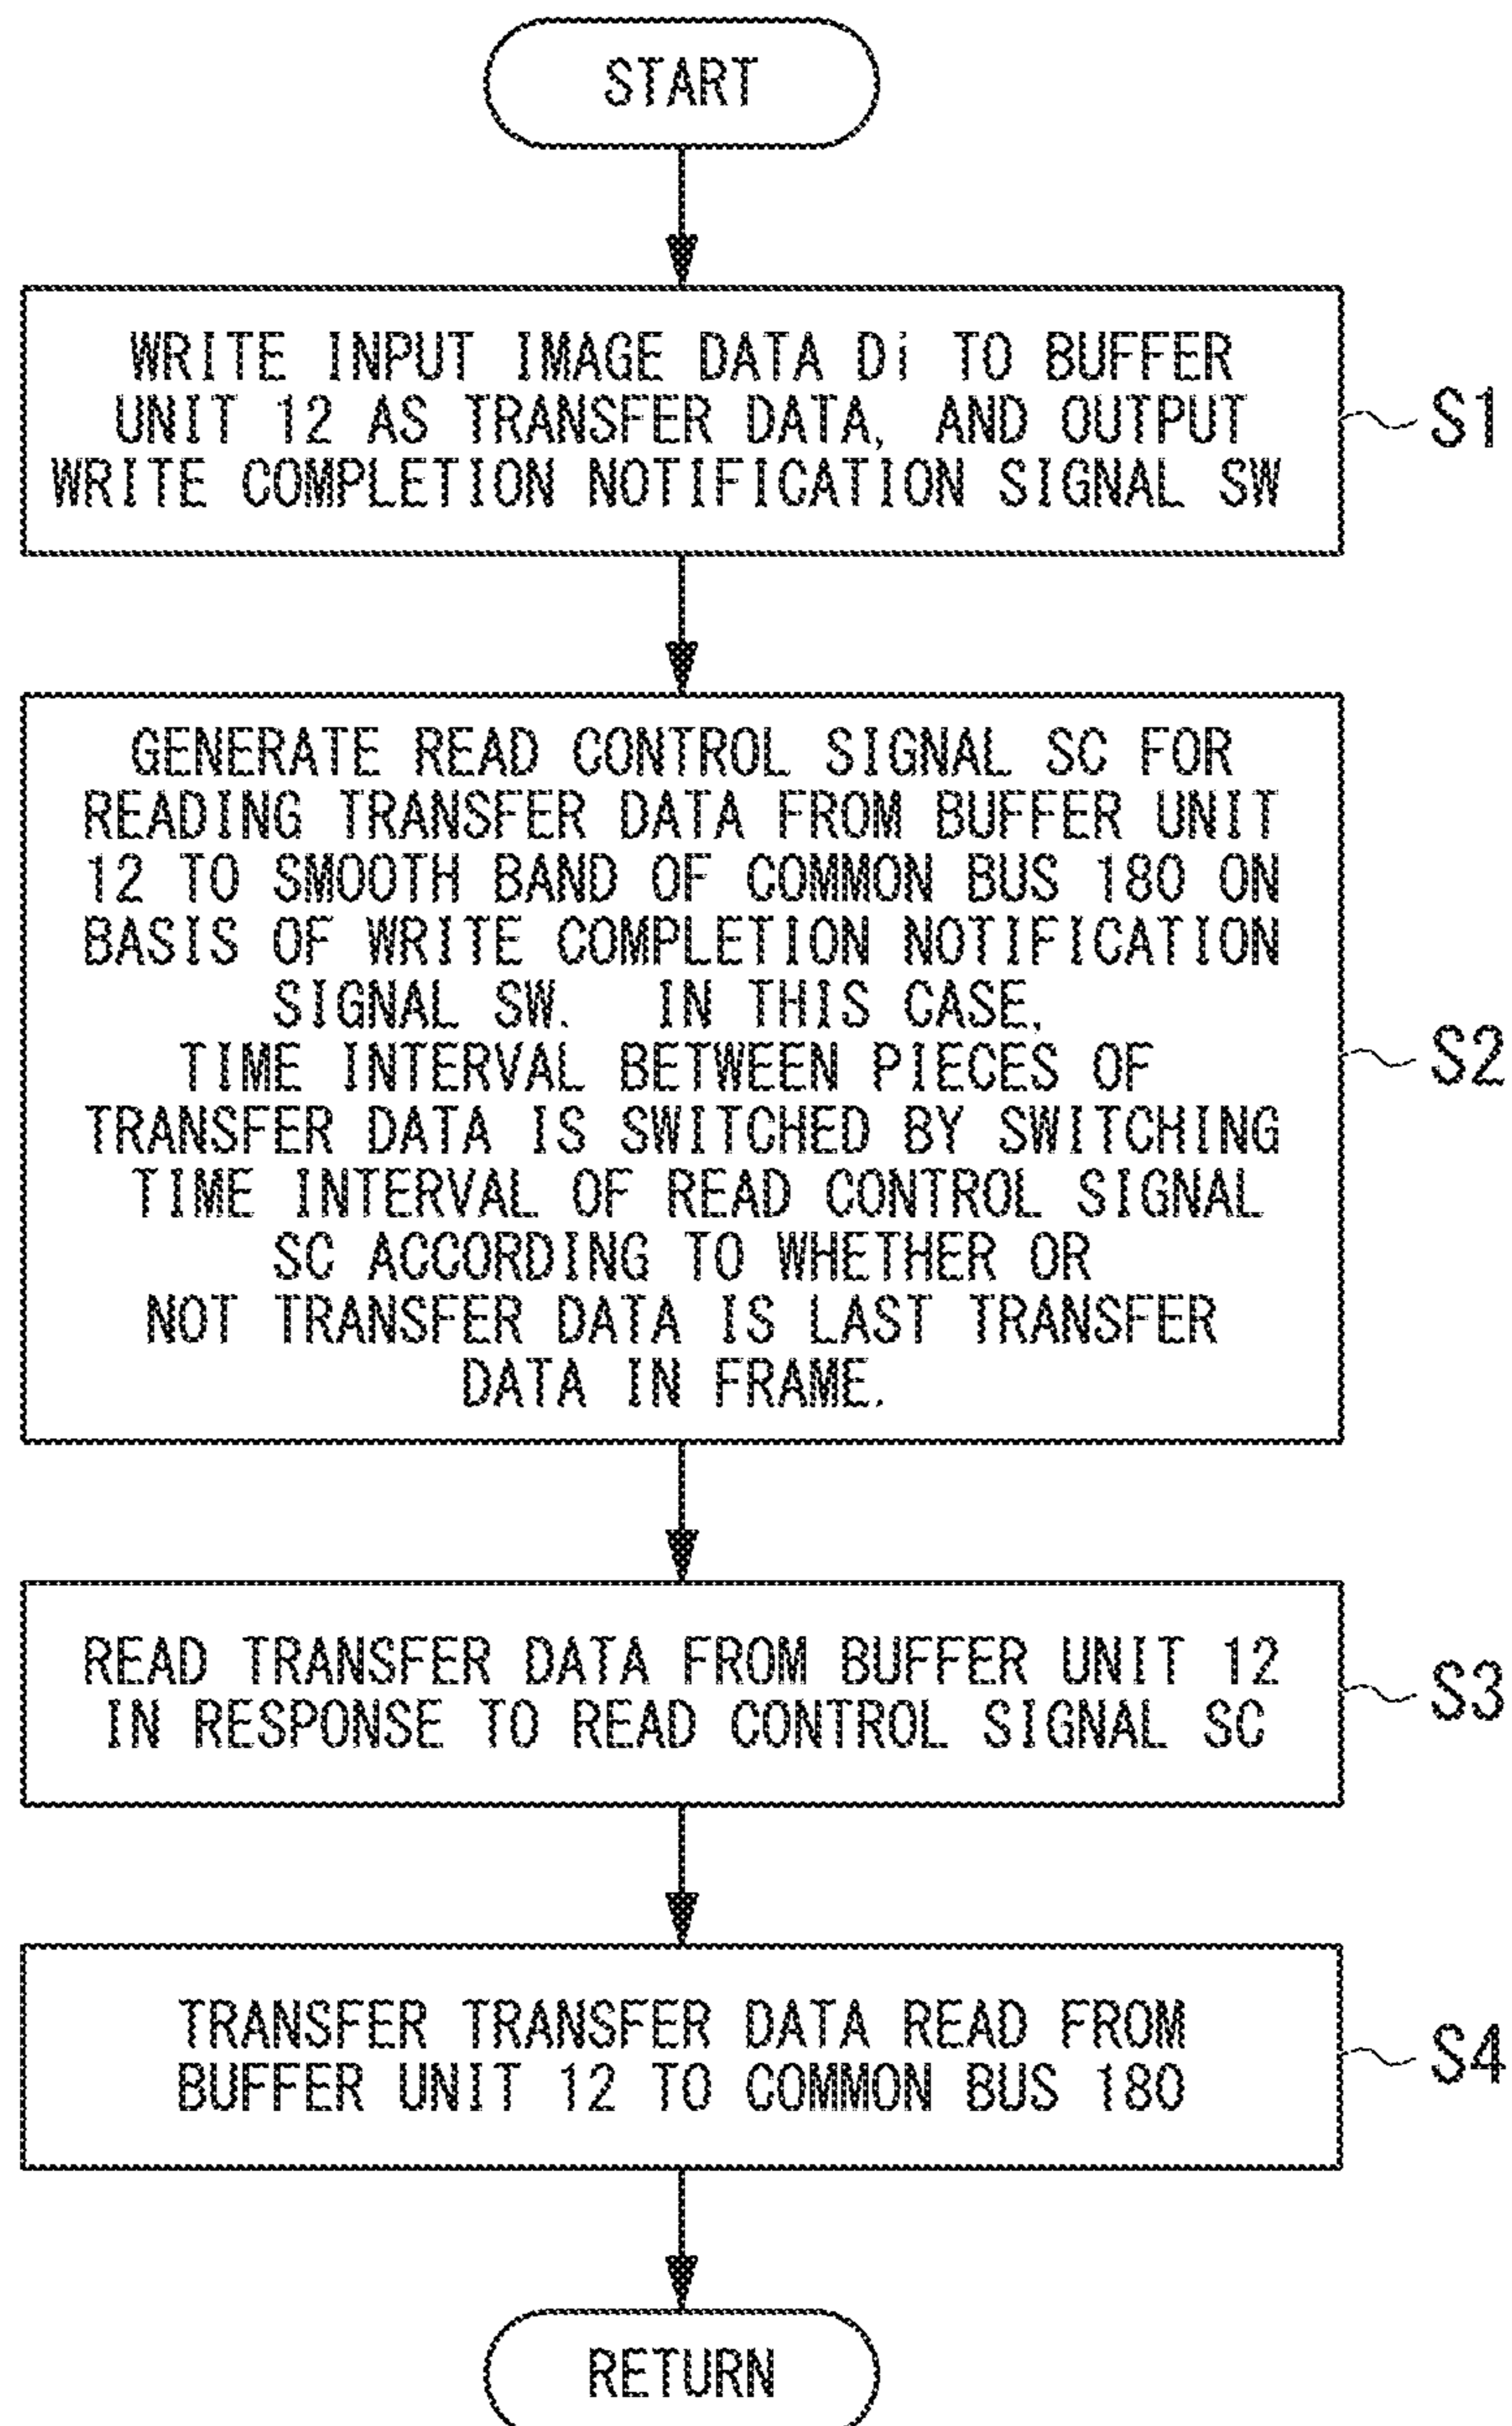 START
WRITE INPUT IMAGE DATA Di TO BUFFER
UNIT 12 AS TRANSFER DATA, AND OUTPUT
WRITE COMPLETION NOTIFICATION SIGNAL SW
S1
GENERATE READ CONTROL SIGNAL SC FOR
READING TRANSFER DATA FROM BUFFER UNIT
12 TO SMOOTH BAND OF COMMON BUS 180 ON
BASIS OF WRITE COMPLETION NOTIFICATION
SIGNAL SW. IN THIS CASE,
TIME INTERVAL BETWEEN PIECES OF
TRANSFER DATA IS SWITCHED BY SWITCHING
TIME INTERVAL OF READ CONTROL SIGNAL
SC ACCORDING TO WHETHER OR
NOT TRANSFER DATA IS LAST TRANSFER
DATA IN FRAME.
S2
READ TRANSFER DATA FROM BUFFER UNIT 12
IN RESPONSE TO READ CONTROL SIGNAL SC
S3
TRANSFER TRANSFER DATA READ FROM
BUFFER UNIT 12 TO COMMON BUS 180
S4
RETURN